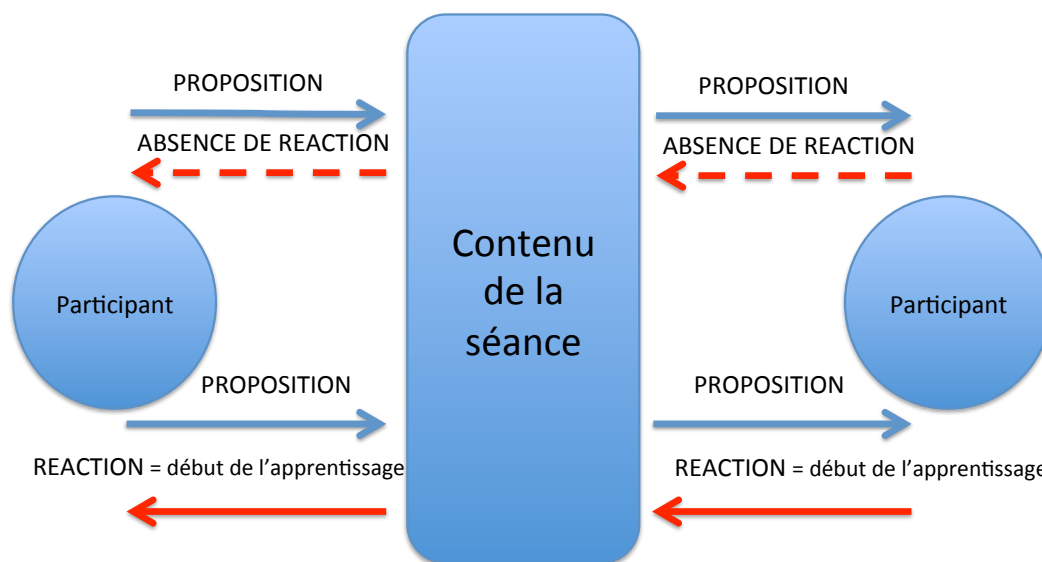 PROPOSITION
PROPOSITION
ABSENCE DE REACTION
ABSENCE DE REACTION
Contenu
de la
séance
Participant
Participant
PROPOSITION
PROPOSITION
REACTION = début de l'apprentissage
REACTION = début de l'apprentissage